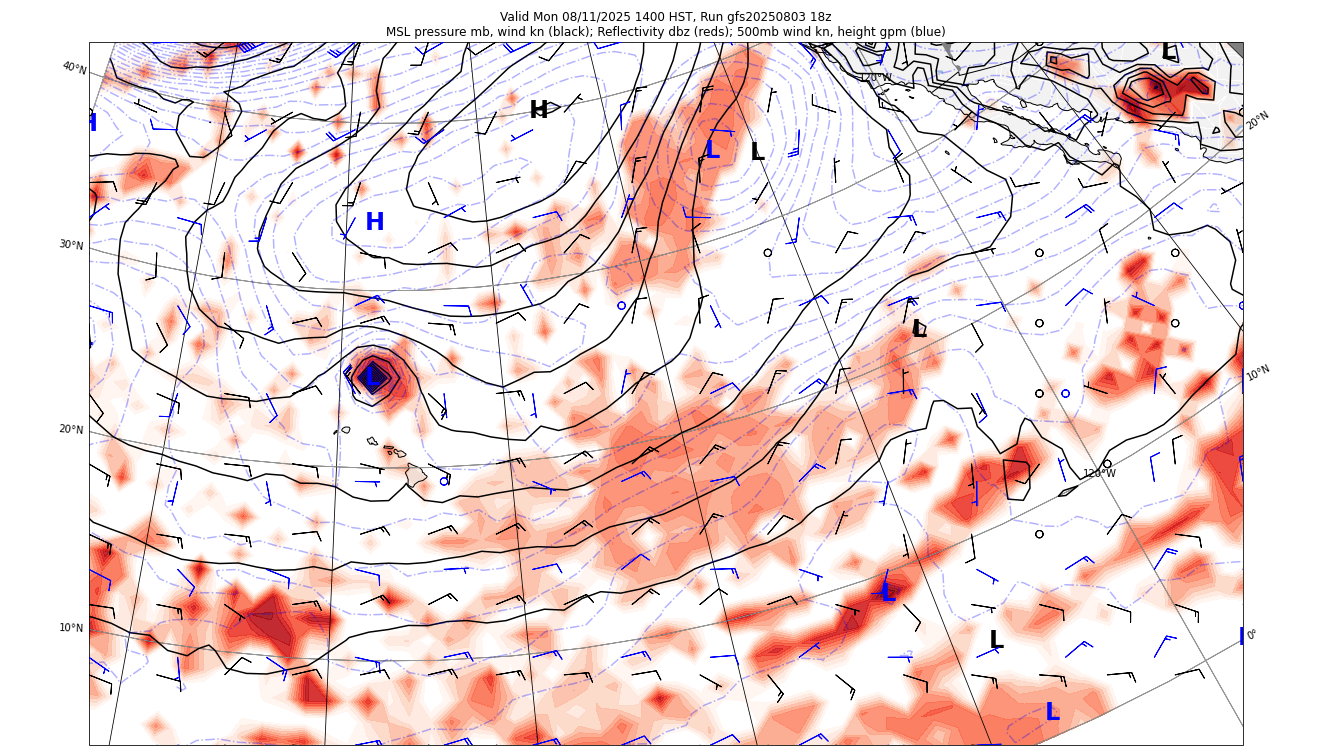 Valid Mon 08/11/2025 1400 HST, Run gfs20250803 18z
MSL pressure mb, wind kn (black); Reflectivity dbz (reds); 500mb wind kn, height gpm (blue)
L
40°N
120°W
H
H
20°N
L
L
H
30°N
L
10°N
L
20°N
120°W
L
10°N
L
0°
L